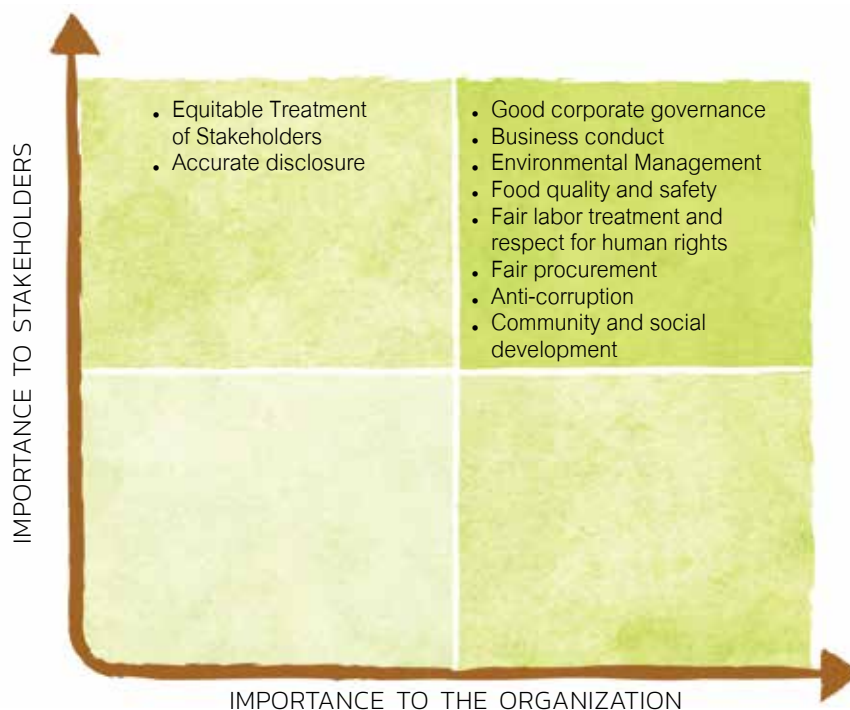 IMPORTANCE TO STAKEHOLDERS
• Equitable Treatment
of Stakeholders
• Accurate disclosure
• Good corporate governance
• Business conduct
• Environmental Management
• Food quality and safety
• Fair labor treatment and
respect for human rights
• Fair procurement
• Anti-corruption
• Community and social
development
IMPORTANCE TO THE ORGANIZATION